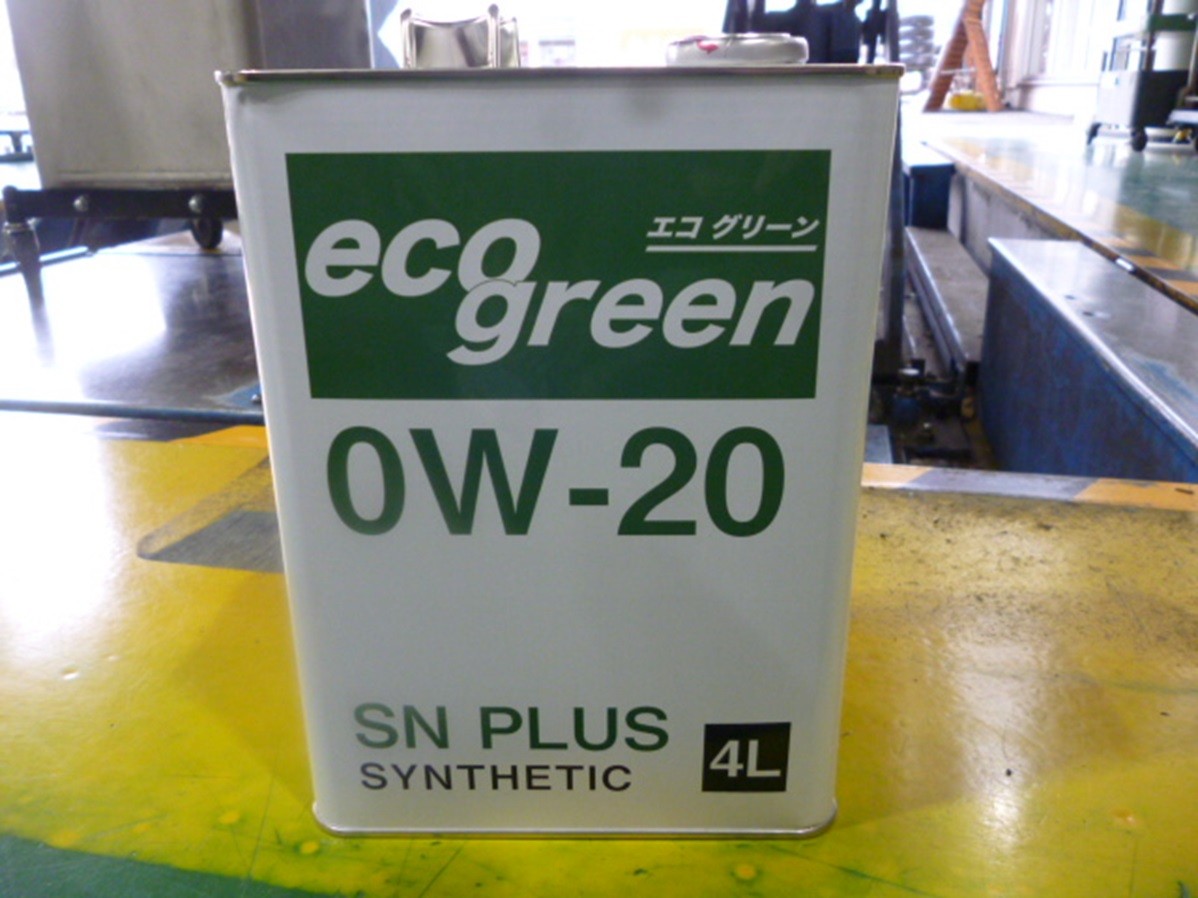 eco
エコ グリーン
green
0W-20
SN PLUS
SYNTHETIC
4L